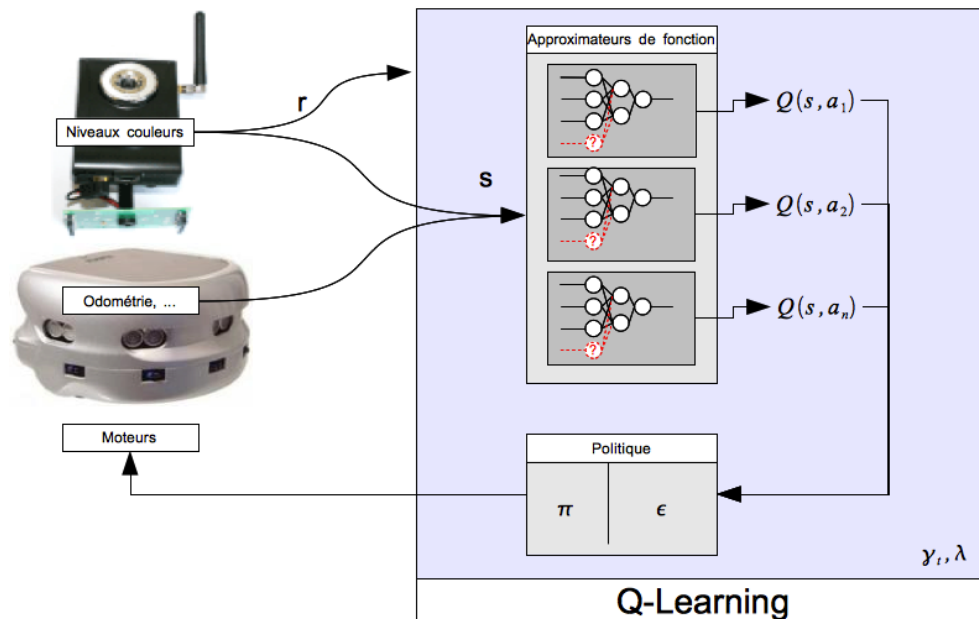 Approximateurs de fonction
r
Niveaux couleurs
s
Odométrie, ...
Moteurs
?
Q(s,a₁)
?
Q(s,a₂)
?
Q(s,aₙ)
Politique
π
ϵ
γₜ,λ
Q-Learning